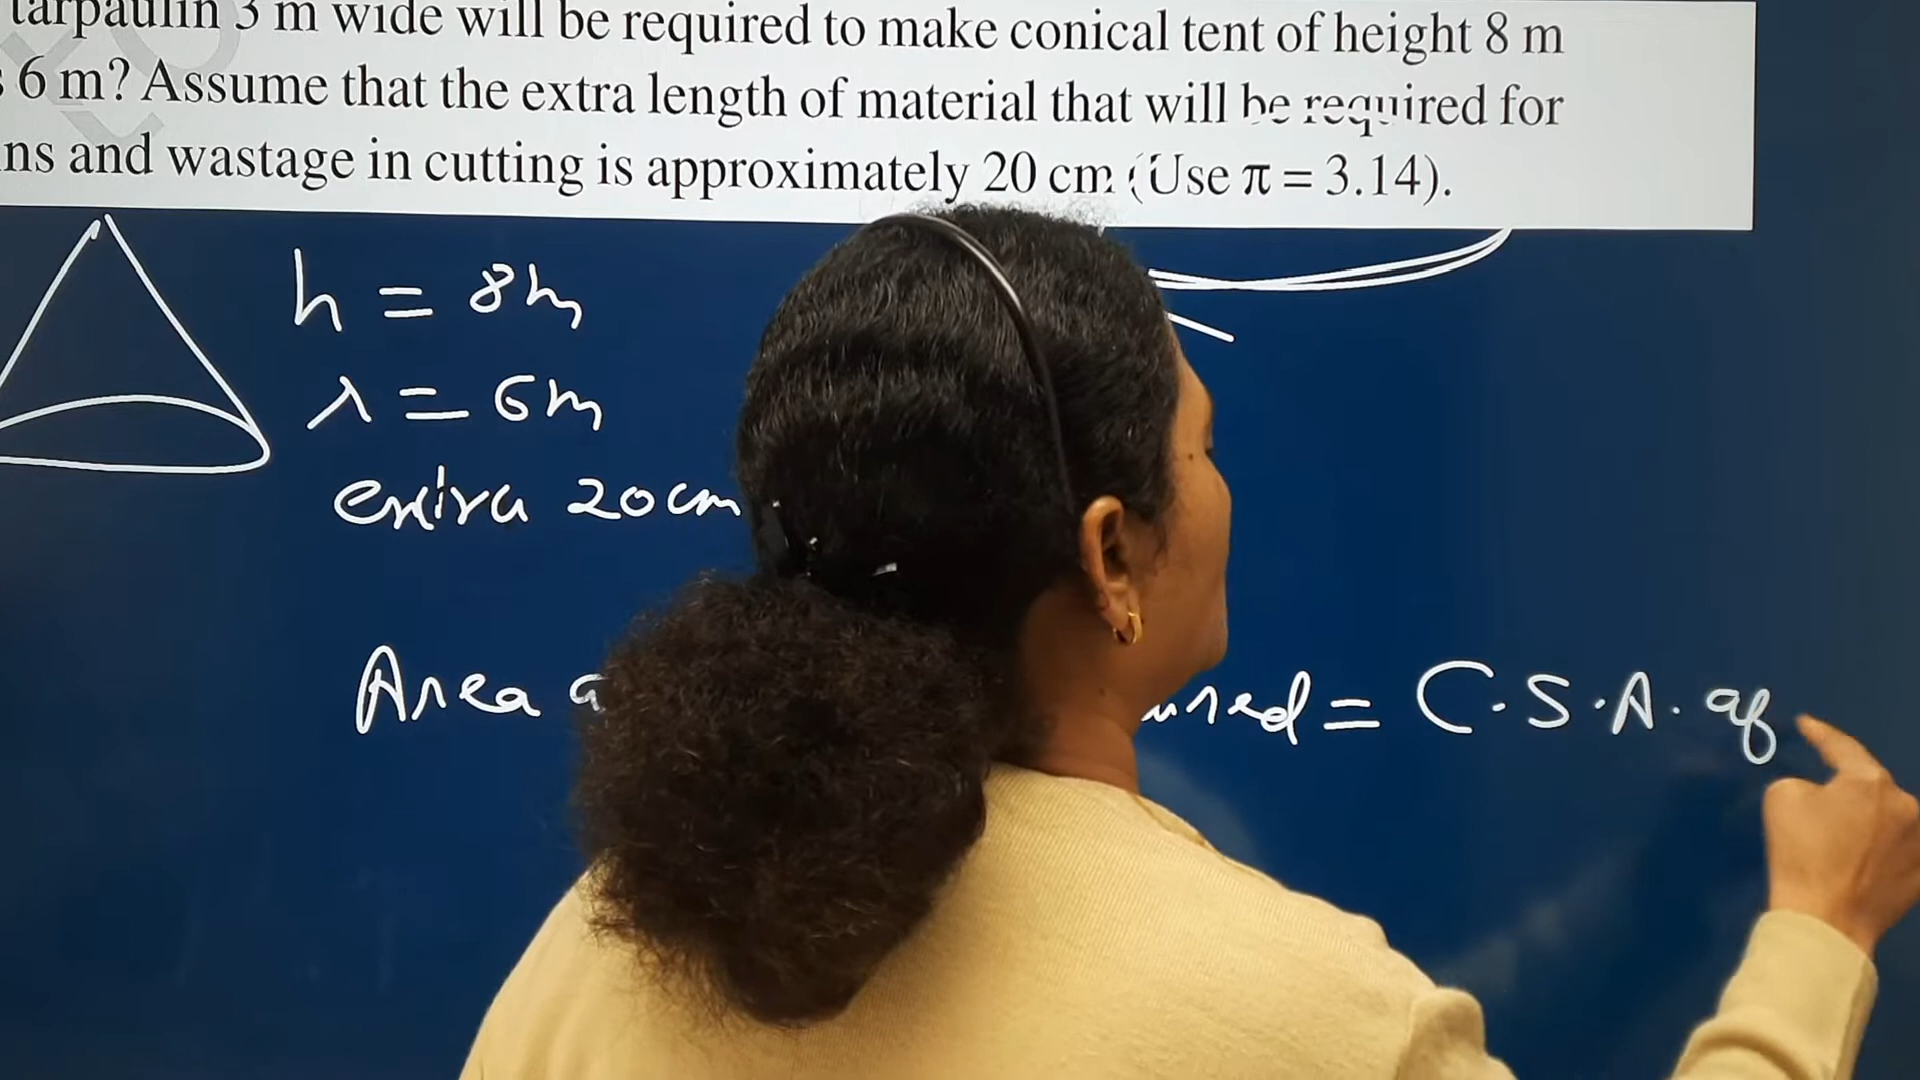 tarpaulin 3 m wide will be required to make conical tent of height 8 m
6 m? Assume that the extra length of material that will be required for
ns and wastage in cutting is approximately 20 cm (Use π = 3.14).
h = 8m
r = 6m
extra 20cm
Area = C.S.A. of